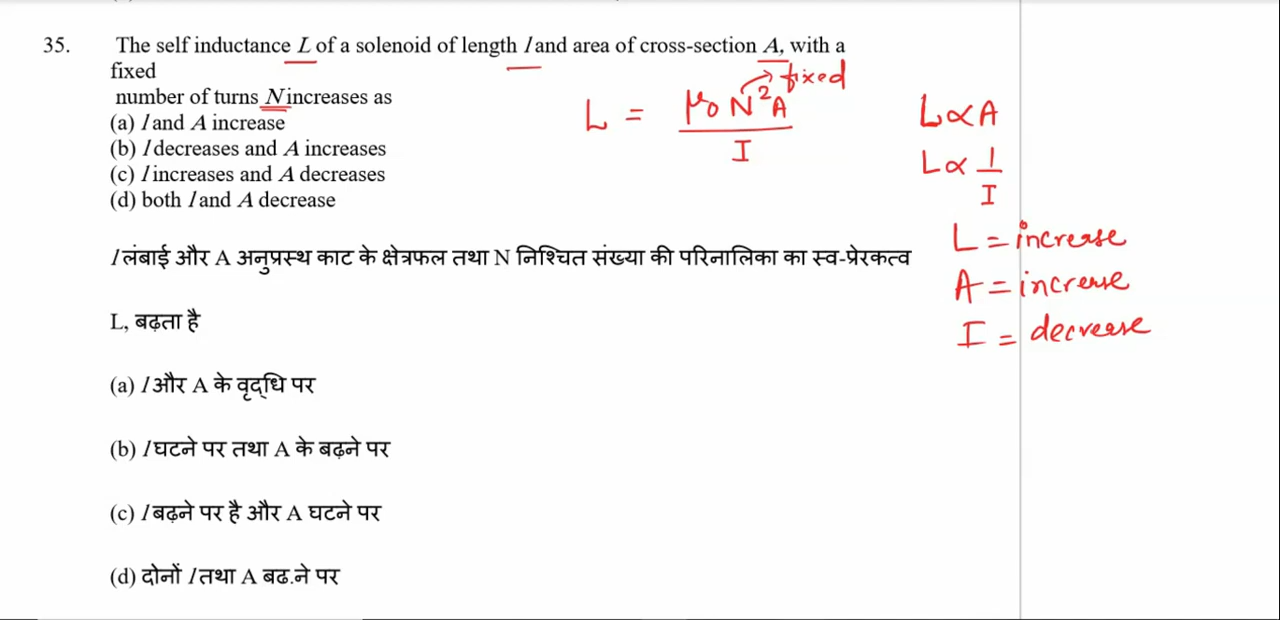 35. The self inductance L of a solenoid of length l and area of cross-section A, with a
fixed
number of turns N increases as
(a) l and A increase
(b) l decreases and A increases
(c) l increases and A decreases
(d) both l and A decrease
L = μ₀ N² A / I
fixed
L ∝ A
L ∝ 1 / I
L = increase
A = increase
I = decrease
l लंबाई और A अनुप्रस्थ काट के क्षेत्रफल तथा N निश्चित संख्या की परिनालिका का स्व-प्रेरकत्व
L, बढ़ता है
(a) l और A के वृद्धि पर
(b) l घटने पर तथा A के बढ़ने पर
(c) l बढ़ने पर है और A घटने पर
(d) दोनों l तथा A बढ.ने पर